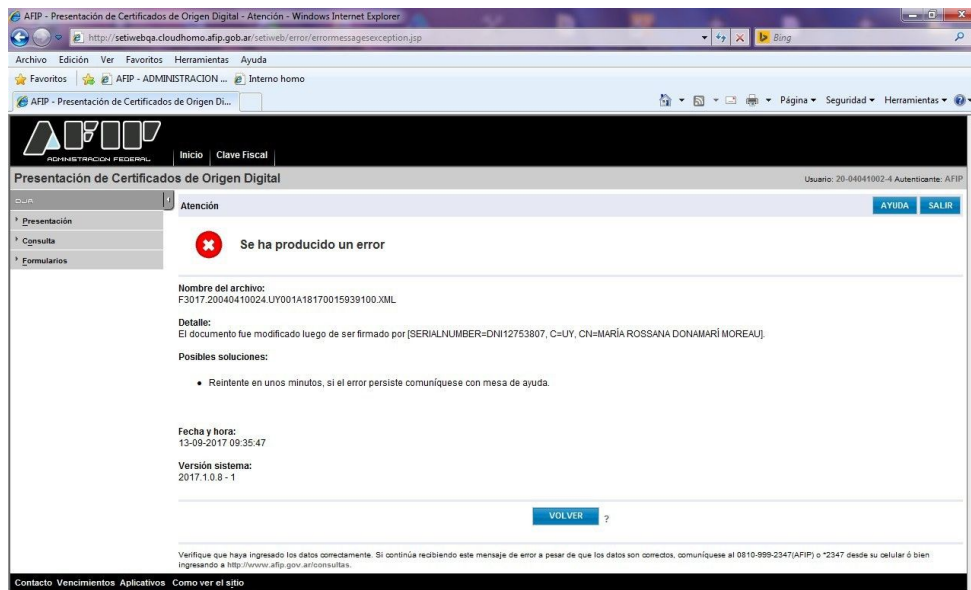 AFIP - Presentación de Certificados de Origen Digital - Atención - Windows Internet Explorer
http://setiwebqa.cloudhomo.afip.gob.ar/setiweb/error/errormessagesexception.jsp
Bing
Archivo Edición Ver Favoritos Herramientas Ayuda
Favoritos AFIP - ADMINISTRACION ... Interno homo
AFIP - Presentación de Certificados de Origen Di... Página Seguridad Herramientas
AFIP
ADMINISTRACION FEDERAL
Inicio Clave Fiscal
Presentación de Certificados de Origen Digital Usuario: 20-04041002-4 Autenticante: AFIP
DJR
Atención AYUDA SALIR
Presentación
Consulta
Formularios
Se ha producido un error
Nombre del archivo:
F3017.20040410024.UY001A18170015939100.XML
Detalle:
El documento fue modificado luego de ser firmado por [SERIALNUMBER=DNI12753807, C=UY, CN=MARÍA ROSSANA DONAMARÍ MOREAU].
Posibles soluciones:
Reintente en unos minutos, si el error persiste comuníquese con mesa de ayuda.
Fecha y hora:
13-09-2017 09:35:47
Versión sistema:
2017.1.0.8 - 1
VOLVER ?
Verifique que haya ingresado los datos correctamente. Si continúa recibiendo este mensaje de error a pesar de que los datos son correctos, comuníquese al 0810-999-2347(AFIP) o *2347 desde su celular ó bien
ingresando a http://www.afip.gov.ar/consultas.
Contacto Vencimientos Aplicativos Como ver el sitio